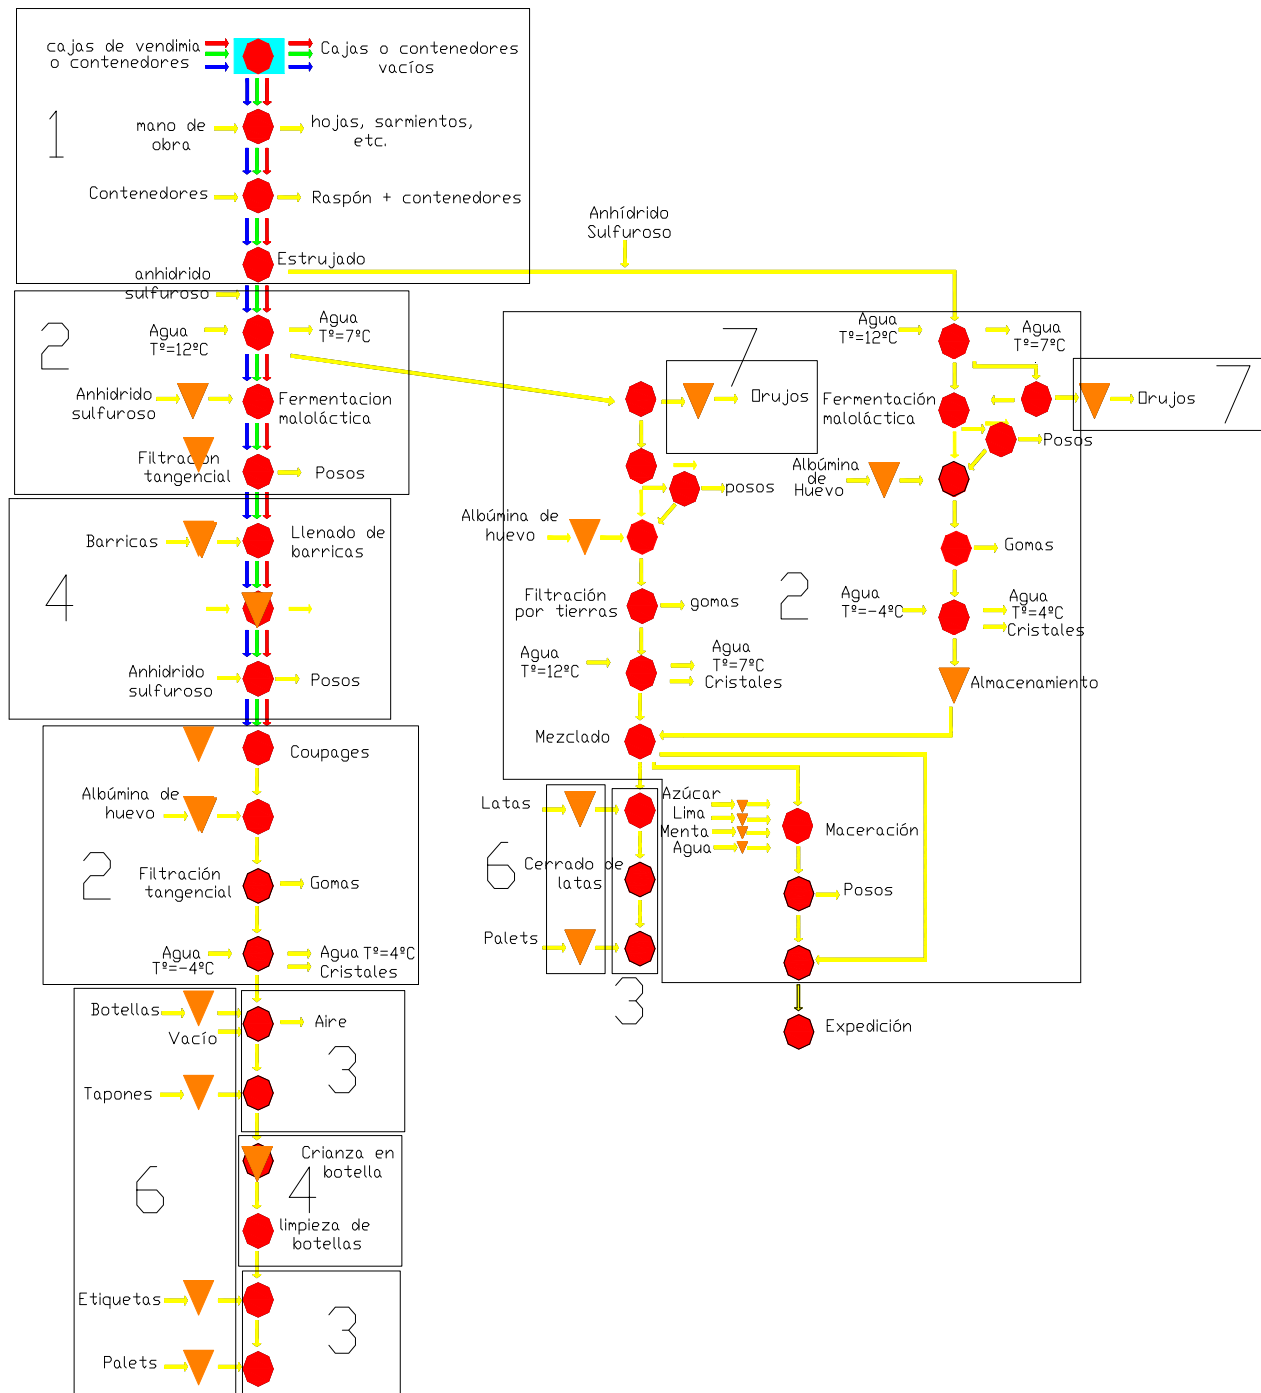 cajas de vendimia
o contenedores
Cajas o contenedores
vacíos
1
mano de
obra
hojas, sarmientos,
etc.
Contenedores
Raspón + contenedores
Estrujado
anhidrido
sulfuroso
2
Agua
Tº=12ºC
Agua
Tº=7ºC
Anhidrido
sulfuroso
Fermentacion
maloláctica
Filtración
tangencial
Posos
4
Barricas
Llenado de
barricas
Anhidrido
sulfuroso
Posos
Coupages
Albúmina de
huevo
2
Filtración
tangencial
Gomas
Agua
Tº=-4ºC
Agua Tº=4ºC
Cristales
Botellas
Vacío
Aire
3
Tapones
6
Crianza en
botella
4
limpieza de
botellas
Etiquetas
3
Palets
Anhídrido
Sulfuroso
7
Orujos
Agua
Tº=12ºC
Agua
Tº=7ºC
Fermentación
maloláctica
7
Orujos
Posos
posos
Albúmina
de
Huevo
Albúmina de
huevo
Gomas
Filtración
por tierras
gomas
2
Agua
Tº=-4ºC
Agua
Tº=4ºC
Cristales
Agua
Tº=12ºC
Agua
Tº=7ºC
Cristales
Almacenamiento
Mezclado
Latas
Azúcar
Lima
Menta
Agua
Maceración
6
Cerrado de
latas
Posos
Palets
3
Expedición